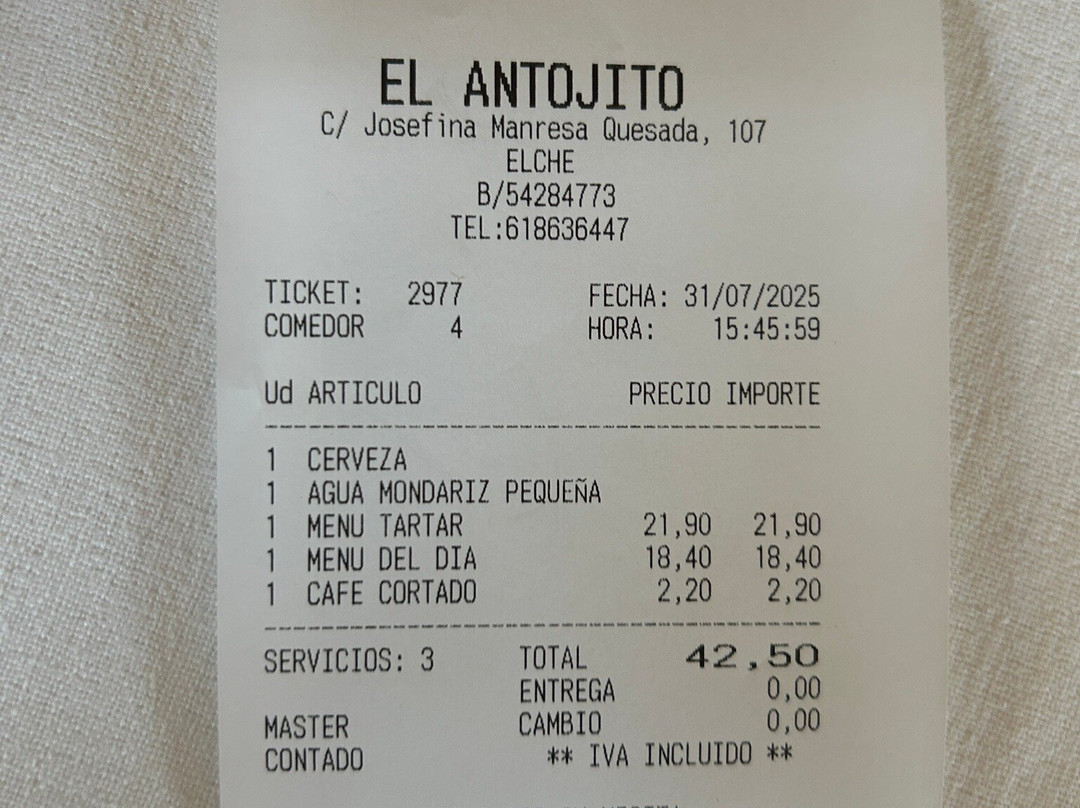 EL ANTOJITO
C/ Josefina Manresa Quesada, 107
ELCHE
B/54284773
TEL:618636447
TICKET: 2977 FECHA: 31/07/2025
COMEDOR 4 HORA: 15:45:59
Ud ARTICULO PRECIO IMPORTE
1 CERVEZA
1 AGUA MONDARIZ PEQUEÑA
1 MENU TARTAR 21,90 21,90
1 MENU DEL DIA 18,40 18,40
1 CAFE CORTADO 2,20 2,20
SERVICIOS: 3 TOTAL 42,50
ENTREGA 0,00
MASTER CAMBIO 0,00
CONTADO ** IVA INCLUIDO **